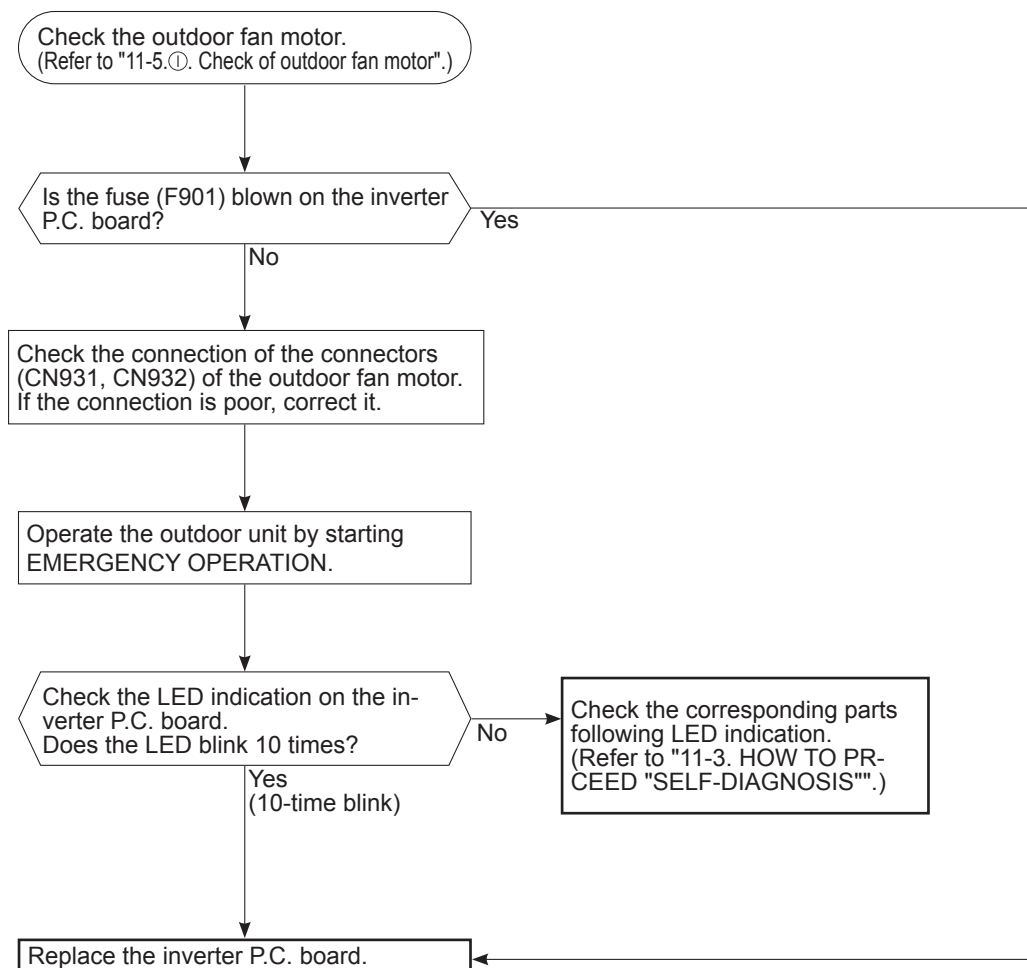 Check the outdoor fan motor.
(Refer to "11-5.Ⓘ. Check of outdoor fan motor".)
Is the fuse (F901) blown on the inverter
P.C. board?
Yes
No
Check the connection of the connectors
(CN931, CN932) of the outdoor fan motor.
If the connection is poor, correct it.
Operate the outdoor unit by starting
EMERGENCY OPERATION.
Check the LED indication on the in-
verter P.C. board.
Does the LED blink 10 times?
No
Check the corresponding parts
following LED indication.
(Refer to "11-3. HOW TO PR-
CEED "SELF-DIAGNOSIS"".)
Yes
(10-time blink)
Replace the inverter P.C. board.